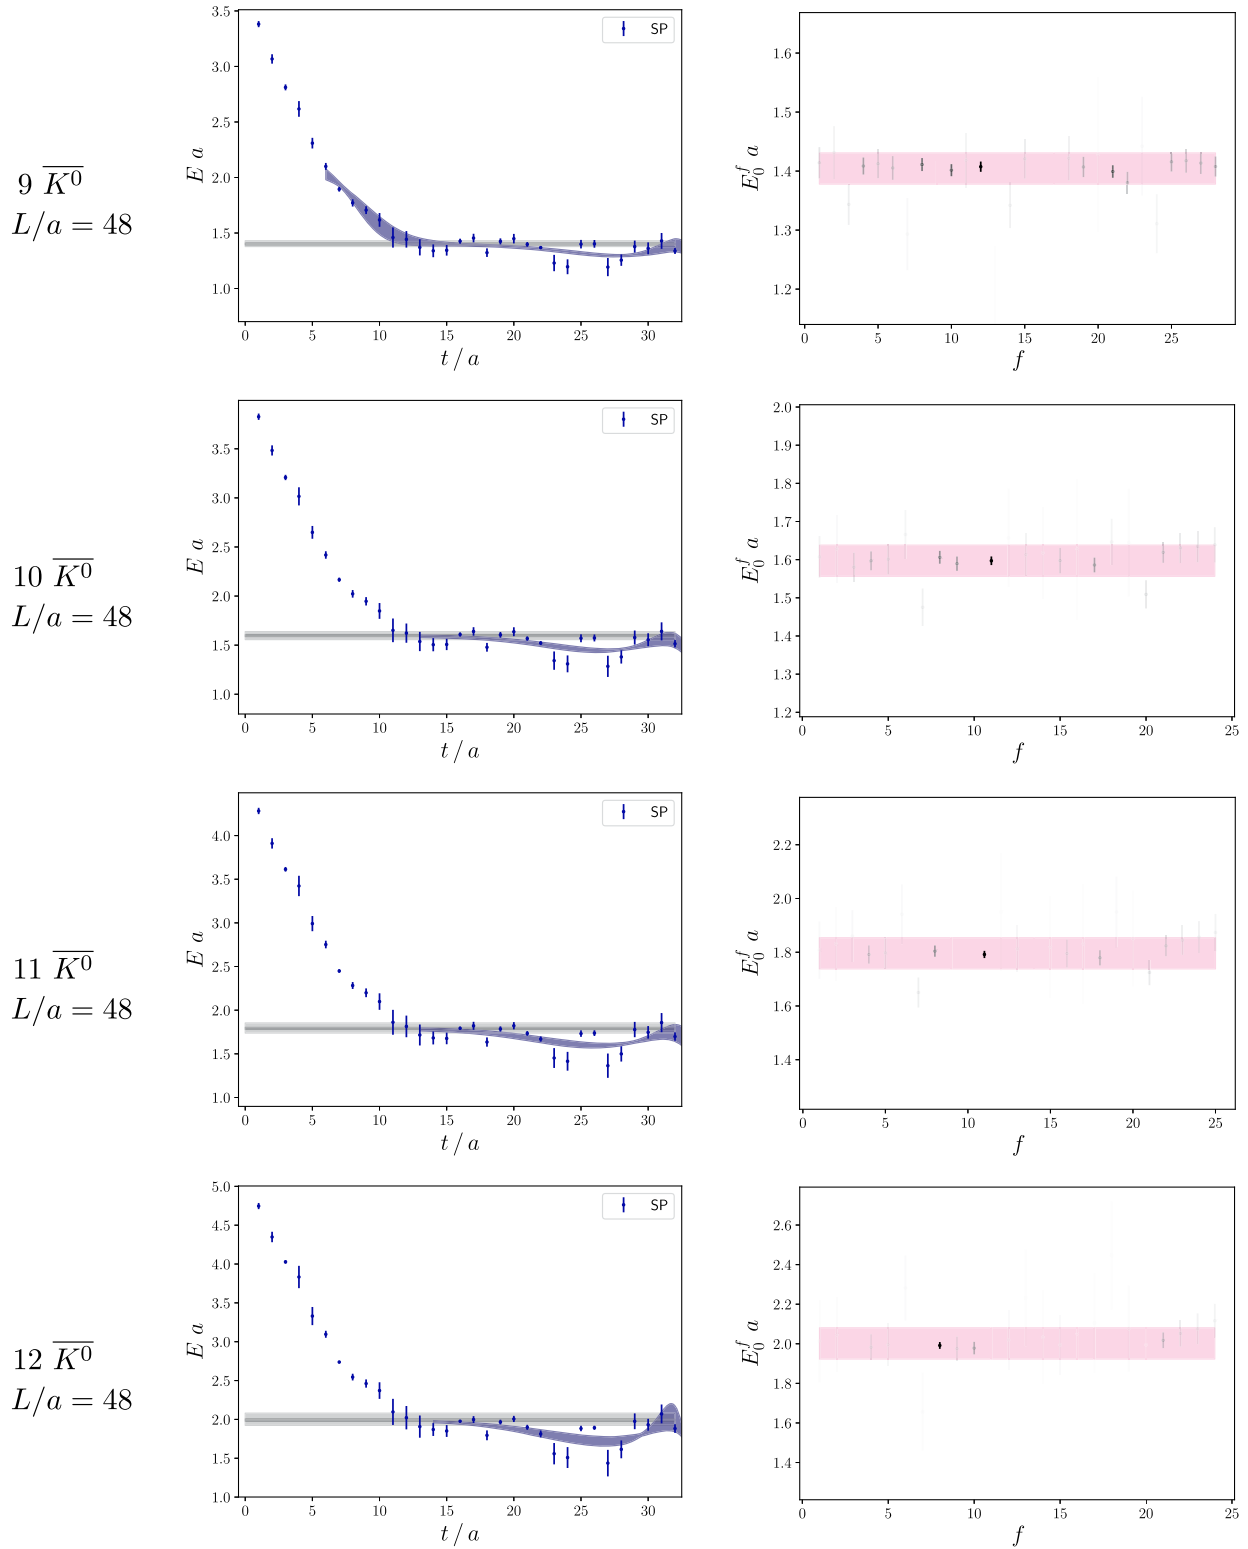 9 $\overline{K^0}$
$L/a = 48$
3.5
3.0
2.5
2.0
1.5
1.0
$E\ a$
SP
0 5 10 15 20 25 30
$t\,/\,a$
1.6
1.5
1.4
1.3
1.2
$E_0^f\ a$
0 5 10 15 20 25
$f$
10 $\overline{K^0}$
$L/a = 48$
3.5
3.0
2.5
2.0
1.5
1.0
$E\ a$
SP
0 5 10 15 20 25 30
$t\,/\,a$
2.0
1.9
1.8
1.7
1.6
1.5
1.4
1.3
1.2
$E_0^f\ a$
0 5 10 15 20 25
$f$
11 $\overline{K^0}$
$L/a = 48$
4.0
3.5
3.0
2.5
2.0
1.5
1.0
$E\ a$
SP
0 5 10 15 20 25 30
$t\,/\,a$
2.2
2.0
1.8
1.6
1.4
$E_0^f\ a$
0 5 10 15 20 25
$f$
12 $\overline{K^0}$
$L/a = 48$
5.0
4.5
4.0
3.5
3.0
2.5
2.0
1.5
1.0
$E\ a$
SP
0 5 10 15 20 25 30
$t\,/\,a$
2.6
2.4
2.2
2.0
1.8
1.6
1.4
$E_0^f\ a$
0 5 10 15 20 25
$f$